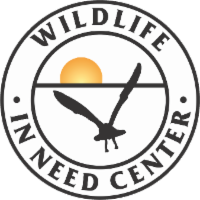 WILDLIFE
• IN NEED CENTER •